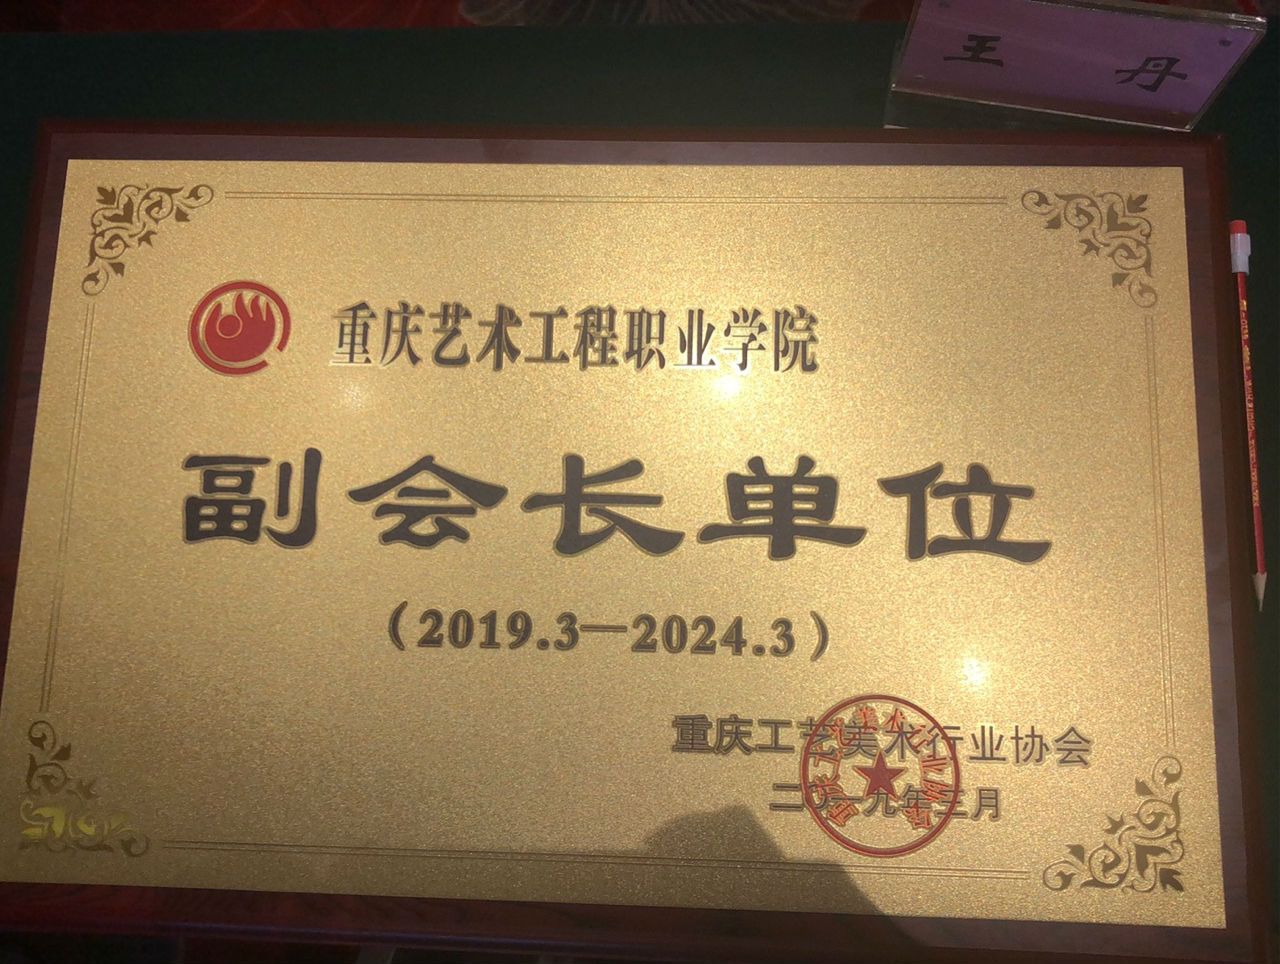 王 丹
重庆艺术工程职业学院
副会长单位
（2019.3—2024.3）
重庆工艺美术行业协会
二〇一九年三月